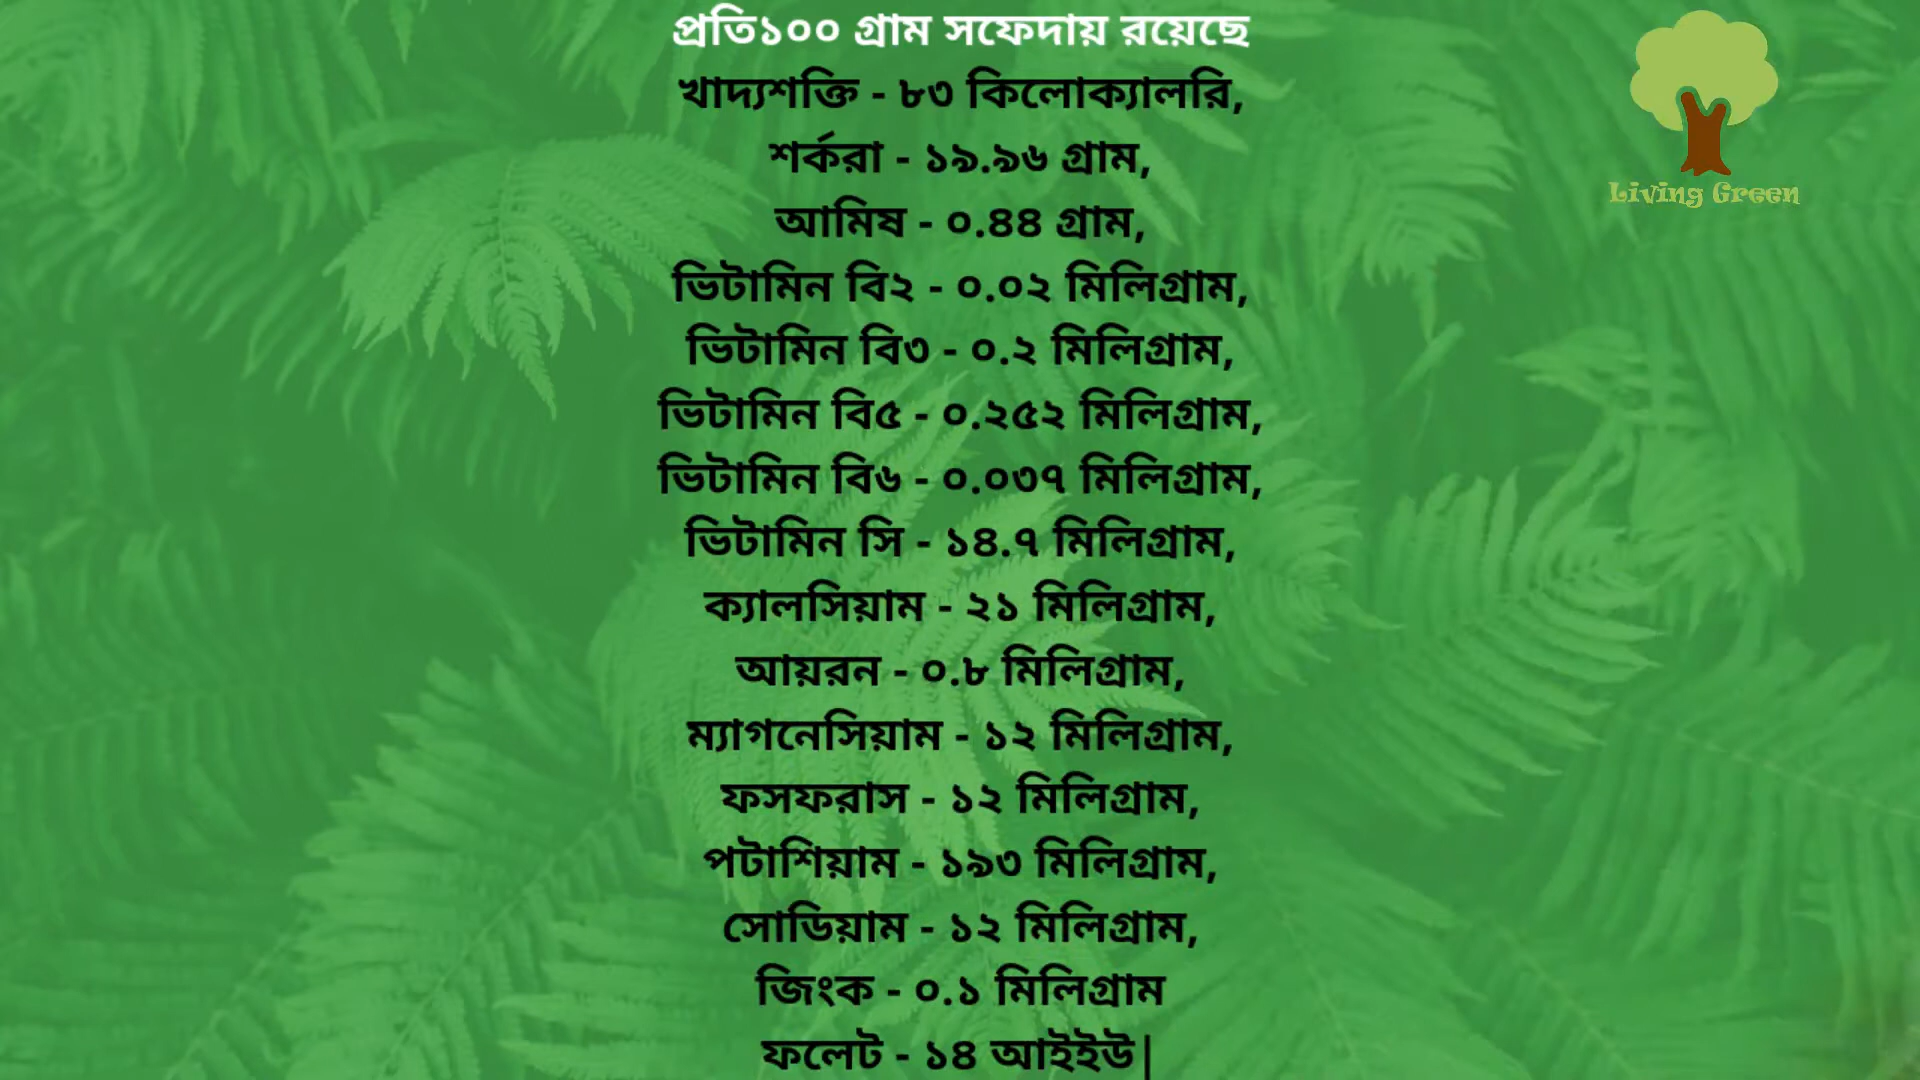 প্রতি১০০ গ্রাম সফেদায় রয়েছে
খাদ্যশক্তি - ৮৩ কিলোক্যালরি,
শর্করা - ১৯.৯৬ গ্রাম,
আমিষ - ০.৪৪ গ্রাম,
ভিটামিন বি২ - ০.০২ মিলিগ্রাম,
ভিটামিন বি৩ - ০.২ মিলিগ্রাম,
ভিটামিন বি৫ - ০.২৫২ মিলিগ্রাম,
ভিটামিন বি৬ - ০.০৩৭ মিলিগ্রাম,
ভিটামিন সি - ১৪.৭ মিলিগ্রাম,
ক্যালসিয়াম - ২১ মিলিগ্রাম,
আয়রন - ০.৮ মিলিগ্রাম,
ম্যাগনেসিয়াম - ১২ মিলিগ্রাম,
ফসফরাস - ১২ মিলিগ্রাম,
পটাশিয়াম - ১৯৩ মিলিগ্রাম,
সোডিয়াম - ১২ মিলিগ্রাম,
জিংক - ০.১ মিলিগ্রাম
ফলেট - ১৪ আইইউ|
Living Green